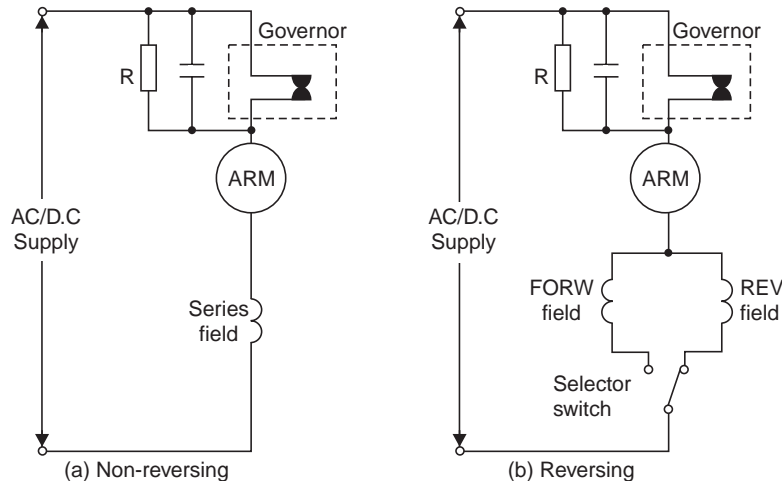 Governor
R
ARM
AC/D.C
Supply
Series
field
(a) Non-reversing
Governor
R
ARM
AC/D.C
Supply
FORW
field
REV
field
Selector
switch
(b) Reversing